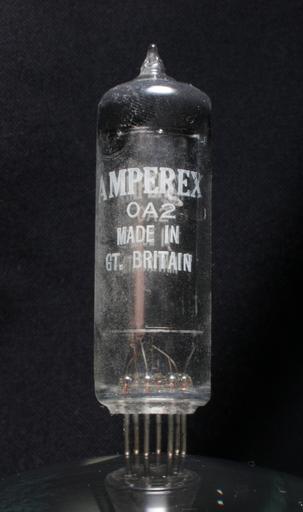 AMPEREX
OA2
MADE IN
GT. BRITAIN